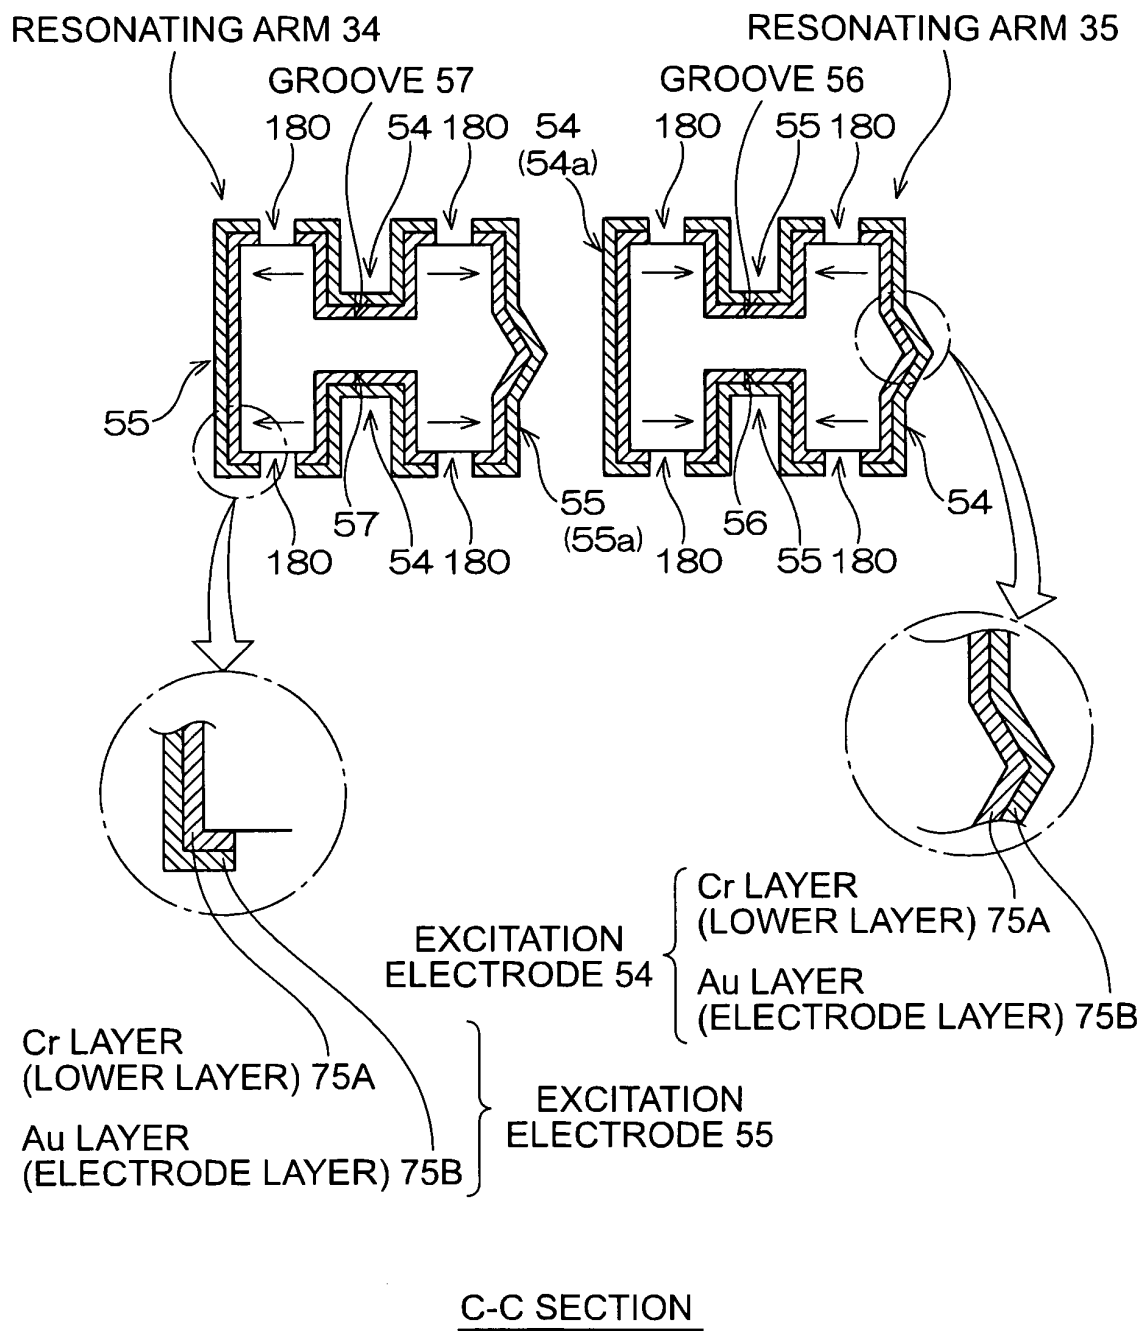 RESONATING ARM 34
RESONATING ARM 35
GROOVE 57
GROOVE 56
180
54
180
54
(54a)
180
55
180
55
57
55
(55a)
56
54
180
54
180
180
55
180
Cr LAYER
(LOWER LAYER) 75A
EXCITATION
ELECTRODE 54
Au LAYER
(ELECTRODE LAYER) 75B
Cr LAYER
(LOWER LAYER) 75A
EXCITATION
ELECTRODE 55
Au LAYER
(ELECTRODE LAYER) 75B
C-C SECTION